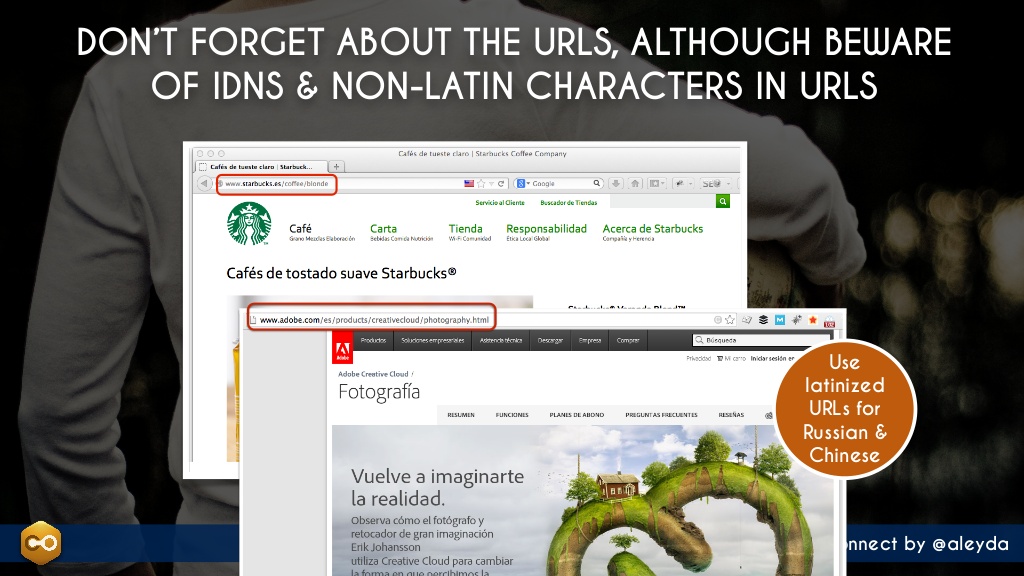 DON'T FORGET ABOUT THE URLS, ALTHOUGH BEWARE
OF IDNS & NON-LATIN CHARACTERS IN URLS
Cafés de tueste claro | Starbucks Coffee Company
Cafés de tueste claro | Starbuck...
www.starbucks.es/coffee/blonde
Google
Servicio al Cliente Buscador de Tiendas
Café Carta Tienda Responsabilidad Acerca de Starbucks
Grano Mezclas Elaboración Bebidas Comida Nutrición Wi-Fi Comunidad Ética Local Global Compañía y Herencia
Cafés de tostado suave Starbucks®
www.adobe.com/es/products/creativecloud/photography.html
Adobe
Productos Soluciones empresariales Asistencia técnica Descargar Empresa Comprar Búsqueda
Privacidad Mi carro Iniciar sesión en
Adobe Creative Cloud /
Fotografía
RESUMEN FUNCIONES PLANES DE ABONO PREGUNTAS FRECUENTES RESEÑAS
Vuelve a imaginarte
la realidad.
Observa cómo el fotógrafo y
retocador de gran imaginación
Erik Johansson
utiliza Creative Cloud para cambiar
la forma en que percibimos la
Use
latinized
URLs for
Russian &
Chinese
onnect by @aleyda